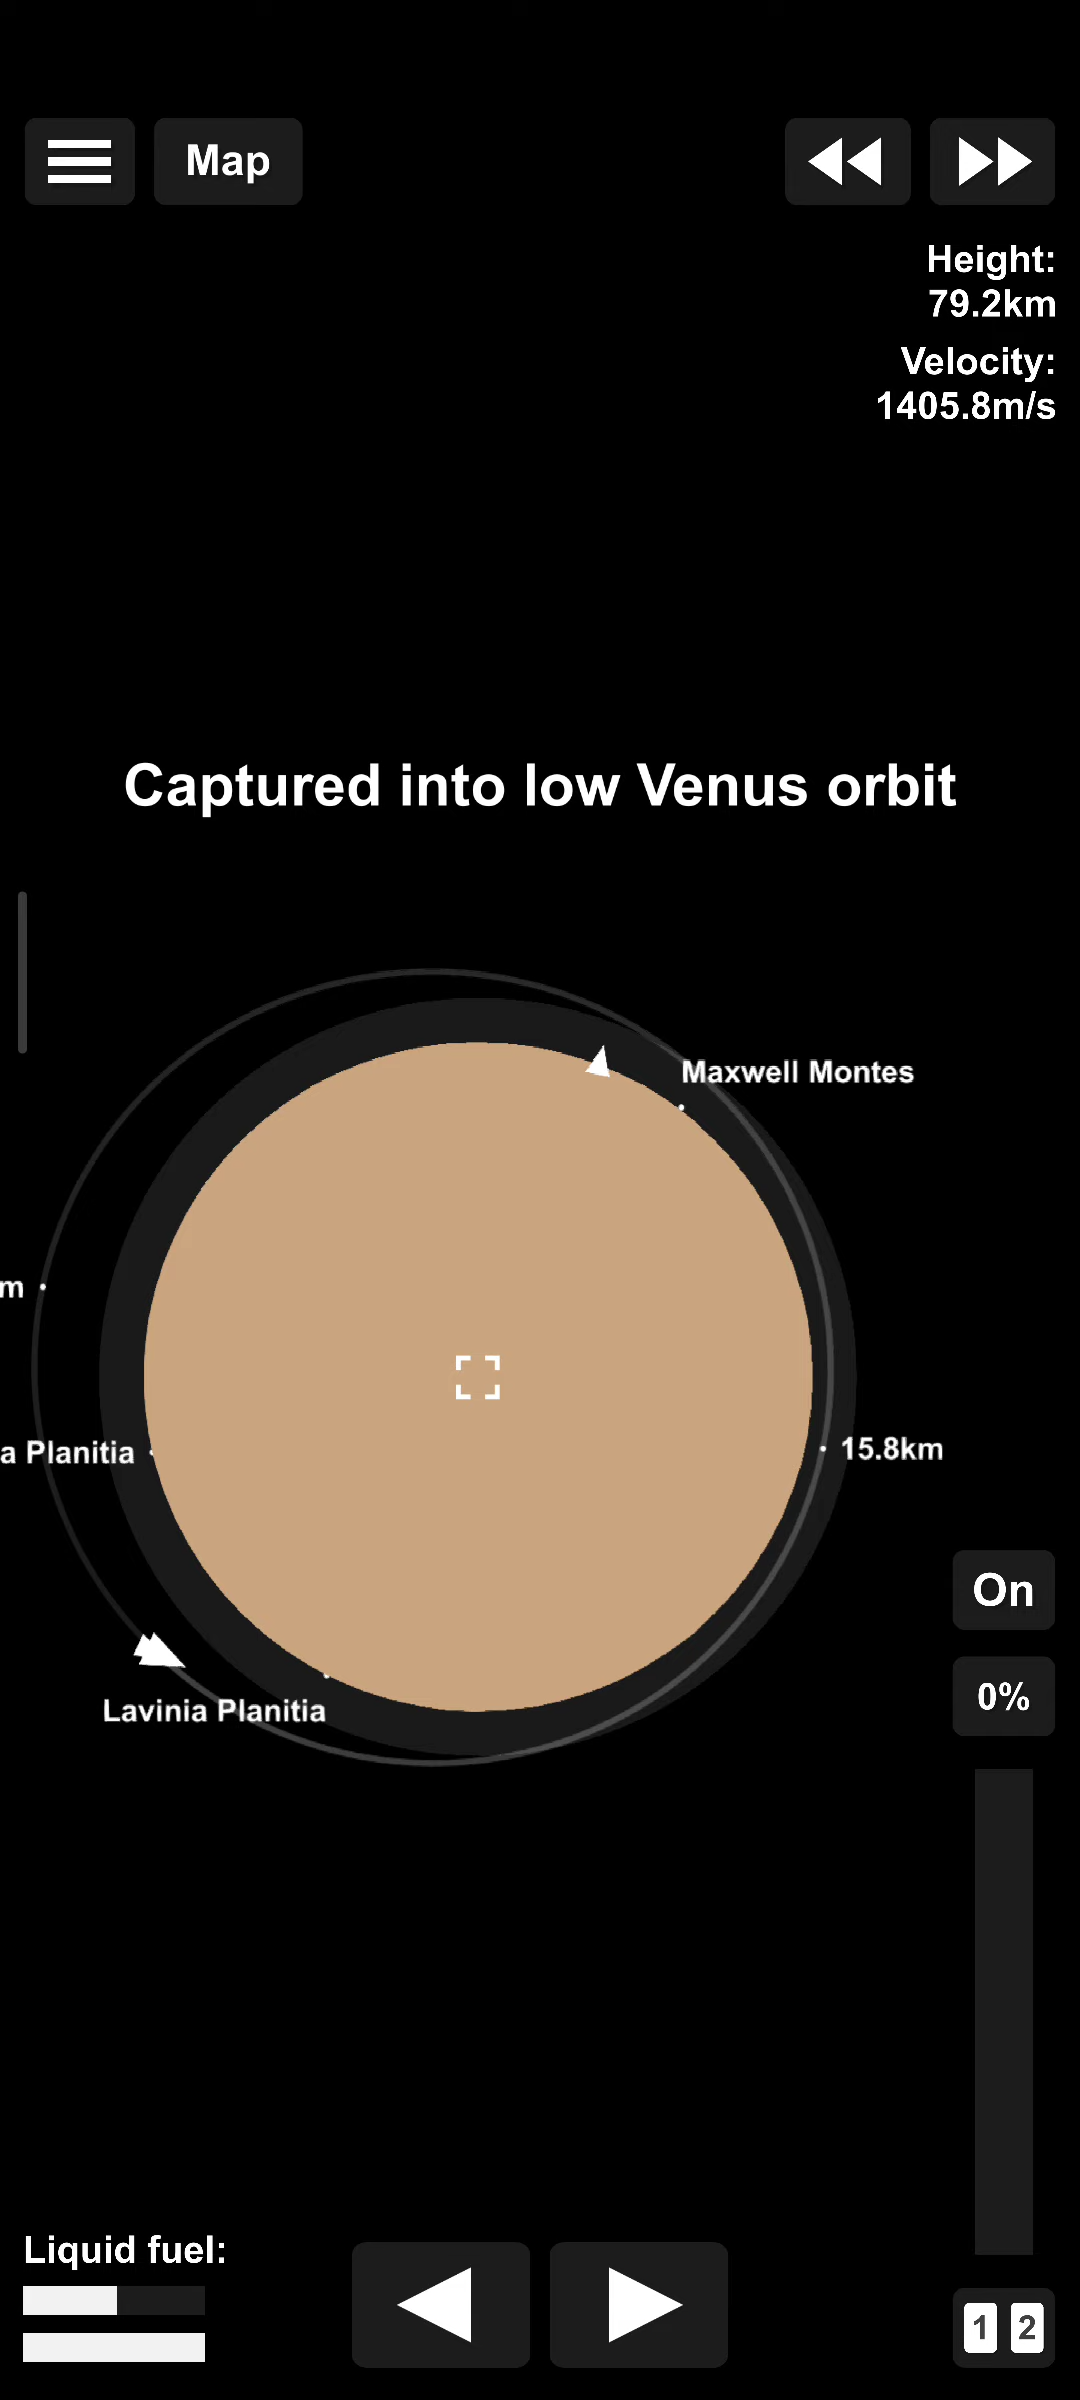 Map
Height:
79.2km
Velocity:
1405.8m/s
Captured into low Venus orbit
Maxwell Montes
m
a Planitia
15.8km
On
Lavinia Planitia
0%
Liquid fuel:
1 2